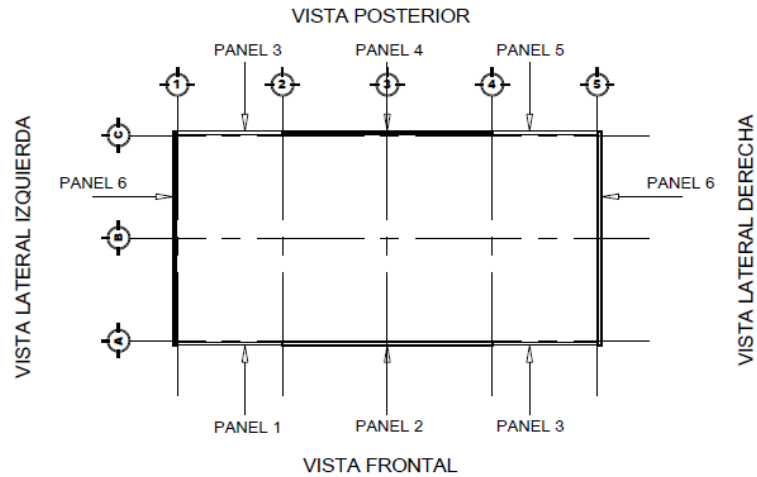 VISTA POSTERIOR
PANEL 3 PANEL 4 PANEL 5
1 2 3 4 5
C
VISTA LATERAL IZQUIERDA
VISTA LATERAL DERECHA
PANEL 6 PANEL 6
B
A
PANEL 1 PANEL 2 PANEL 3
VISTA FRONTAL